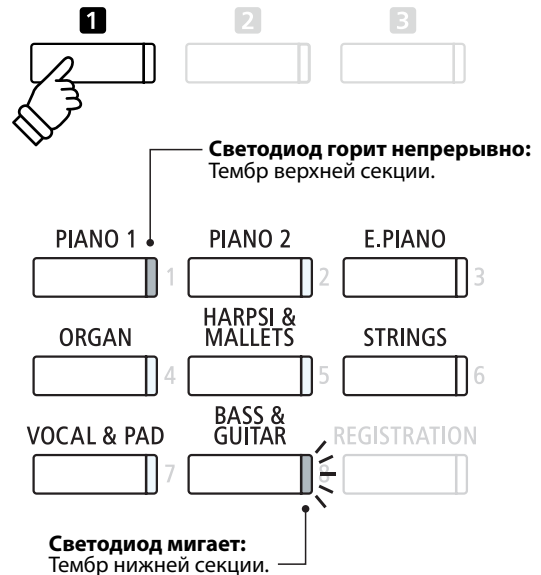 1 2 3
Светодиод горит непрерывно:
Тембр верхней секции.
PIANO 1 PIANO 2 E.PIANO
1 2 3
ORGAN HARPSI &
MALLETS STRINGS
4 5 6
VOCAL & PAD BASS &
GUITAR REGISTRATION
7 8
Светодиод мигает:
Тембр нижней секции.